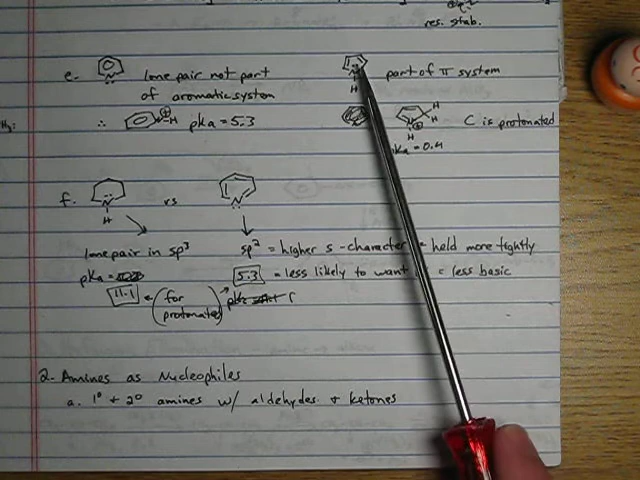 res. stab.
e. N lone pair not part N H part of π system
of aromatic system
∴ N⊕-H pKa = 5.3 H H N ⊕ H C is protonated
pKa = 0.4
f. N H vs N
lone pair in sp³ sp² = higher s-character = held more tightly
pKa = 5.3 = less likely to want = less basic
11.1 (for protonated)
2. Amines as Nucleophiles
a. 1° + 2° amines w/ aldehydes + ketones